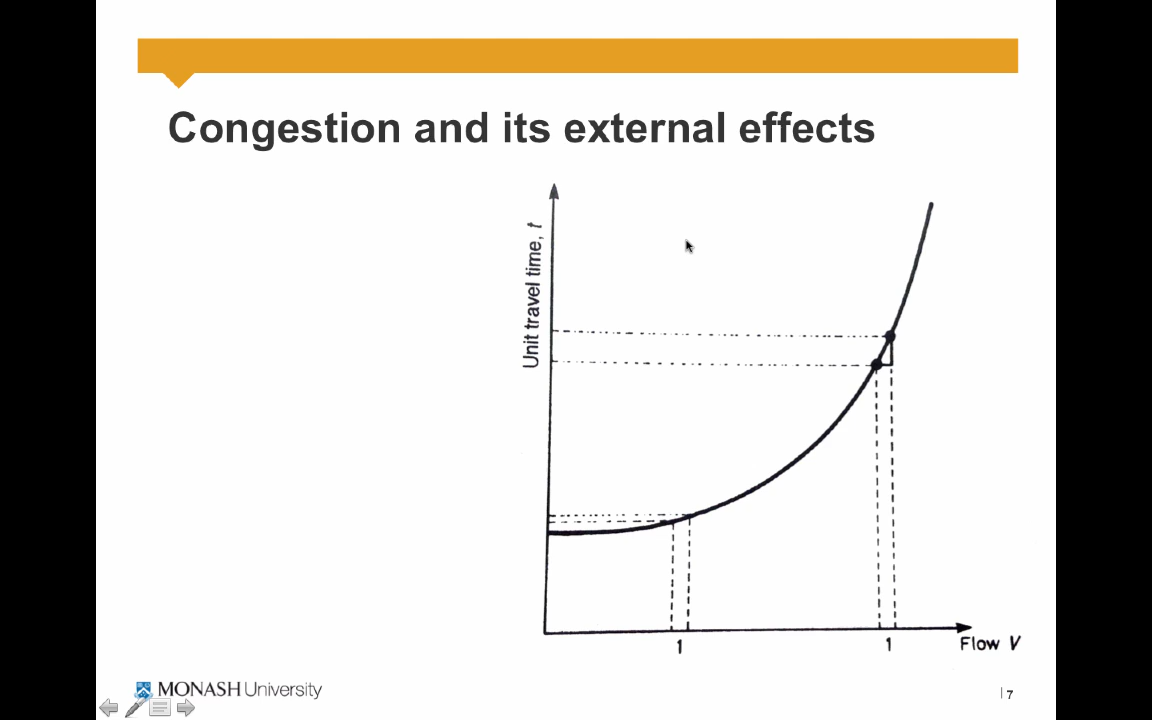 Congestion and its external effects
Unit travel time, t
1
1
Flow V
MONASH University
7